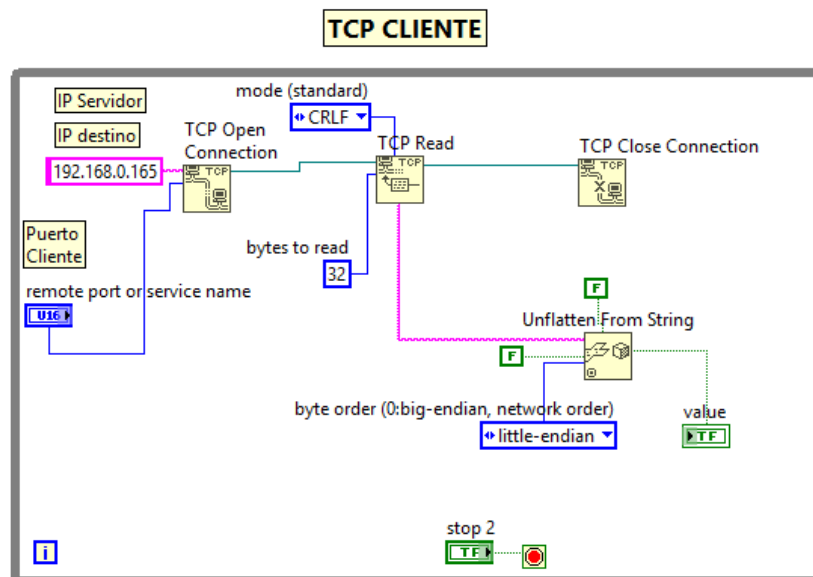 TCP CLIENTE
IP Servidor
mode (standard)
CRLF
IP destino
TCP Open
Connection
TCP Read
TCP Close Connection
TCP
TCP
192.168.0.165
Puerto
Cliente
bytes to read
32
remote port or service name
U16
F
Unflatten From String
F
byte order (0:big-endian, network order)
little-endian
value
TF
stop 2
TF
i